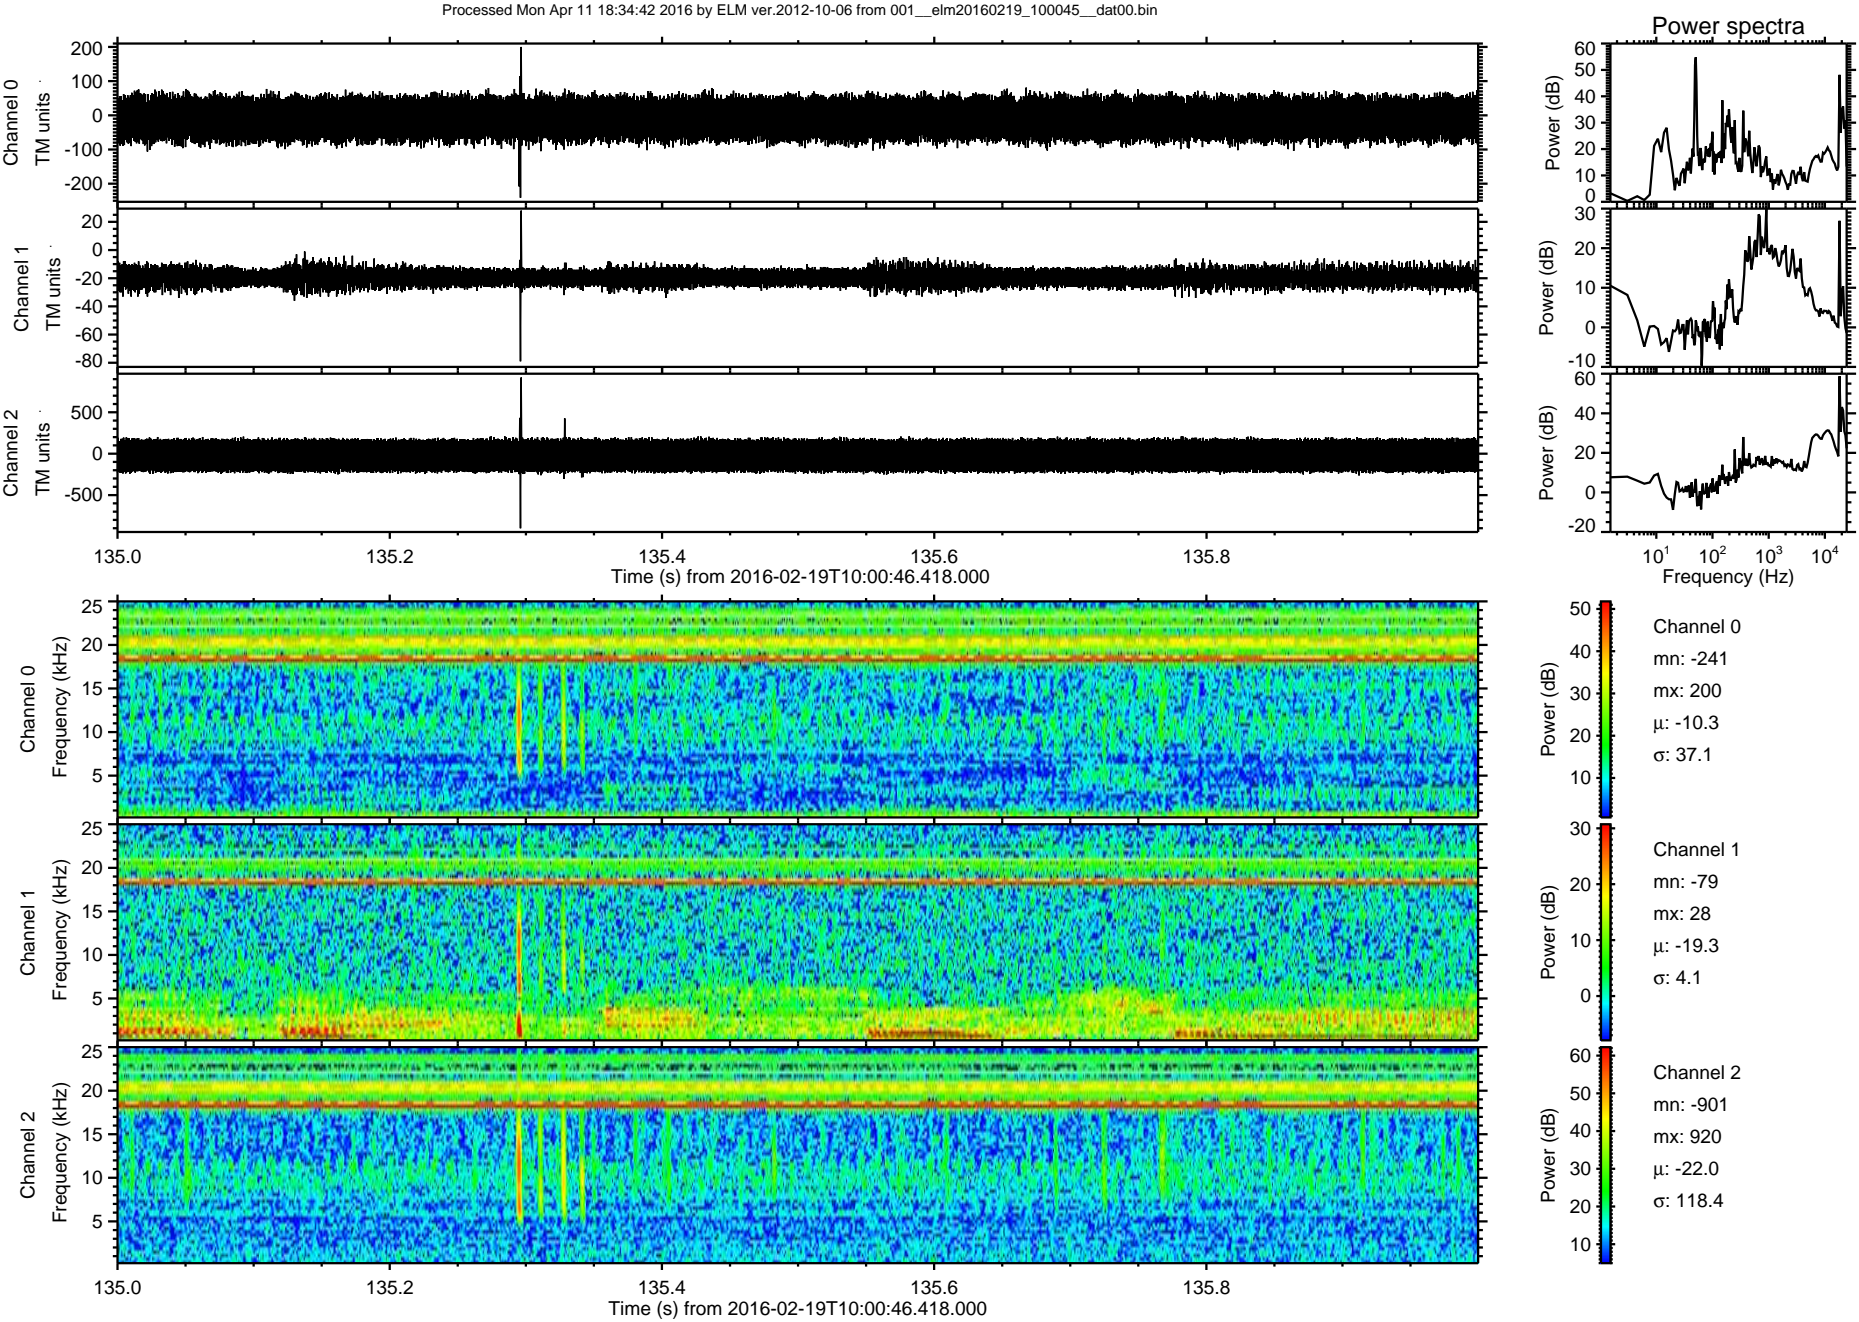 Processed Mon Apr 11 18:34:42 2016 by ELM ver.2012-10-06 from 001__elm20160219_100045__dat00.bin
Power spectra
Channel 0
TM units
200
100
0
-100
-200
Power (dB)
60
50
40
30
20
10
0
Channel 1
TM units
20
0
-20
-40
-60
-80
Power (dB)
30
20
10
0
-10
Channel 2
TM units
500
0
-500
Power (dB)
60
40
20
0
-20
135.0 135.2 135.4 135.6 135.8
Time (s) from 2016-02-19T10:00:46.418.000
10¹ 10² 10³ 10⁴
Frequency (Hz)
Channel 0
Frequency (kHz)
25
20
15
10
5
Power (dB)
50
40
30
20
10
Channel 0
mn: -241
mx: 200
μ: -10.3
σ: 37.1
Channel 1
Frequency (kHz)
25
20
15
10
5
Power (dB)
30
20
10
0
Channel 1
mn: -79
mx: 28
μ: -19.3
σ: 4.1
Channel 2
Frequency (kHz)
25
20
15
10
5
Power (dB)
60
50
40
30
20
10
Channel 2
mn: -901
mx: 920
μ: -22.0
σ: 118.4
135.0 135.2 135.4 135.6 135.8
Time (s) from 2016-02-19T10:00:46.418.000